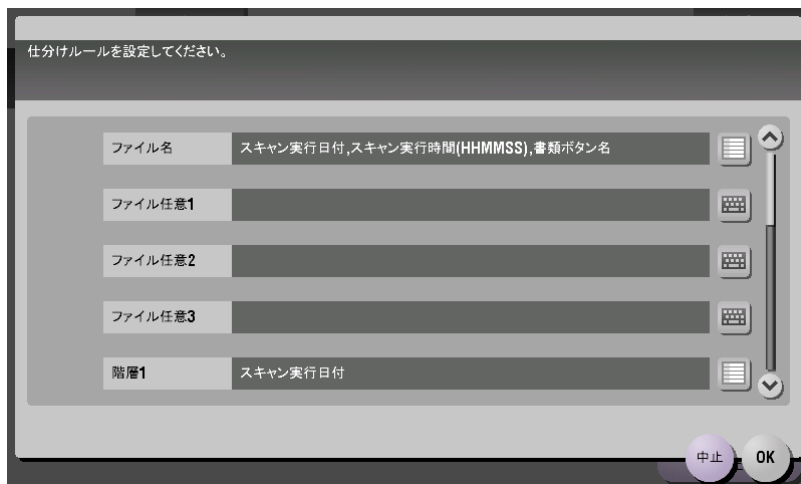 仕分けルールを設定してください。
ファイル名 スキャン実行日付,スキャン実行時間(HHMMSS),書類ボタン名
ファイル任意1
ファイル任意2
ファイル任意3
階層1 スキャン実行日付
中止 OK